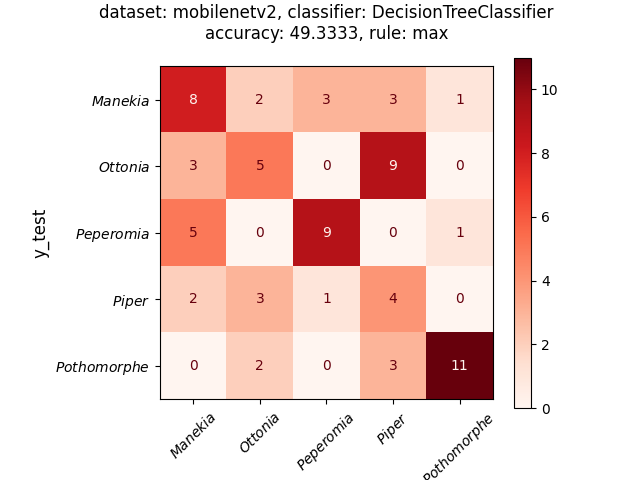 dataset: mobilenetv2, classifier: DecisionTreeClassifier
accuracy: 49.3333, rule: max
y_test
Manekia 8 2 3 3 1
Ottonia 3 5 0 9 0
Peperomia 5 0 9 0 1
Piper 2 3 1 4 0
Pothomorphe 0 2 0 3 11
Manekia Ottonia Peperomia Piper Pothomorphe
10
8
6
4
2
0